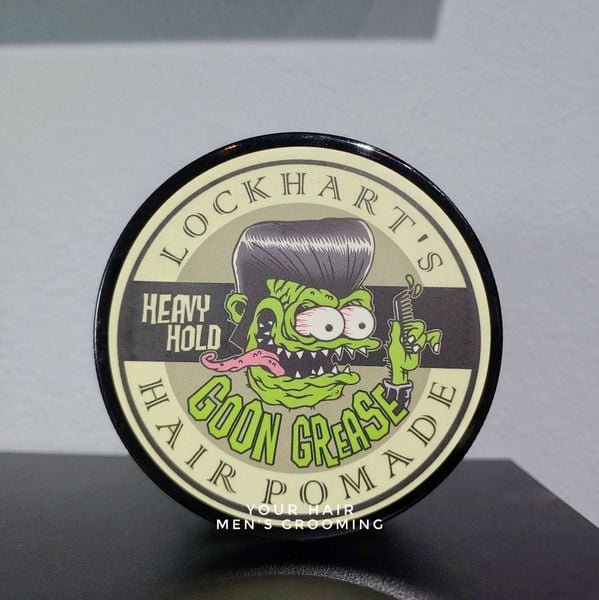 LOCKHART'S
HEAVY
HOLD
GOON GREASE
HAIR POMADE
YOUR HAIR
MEN'S GROOMING